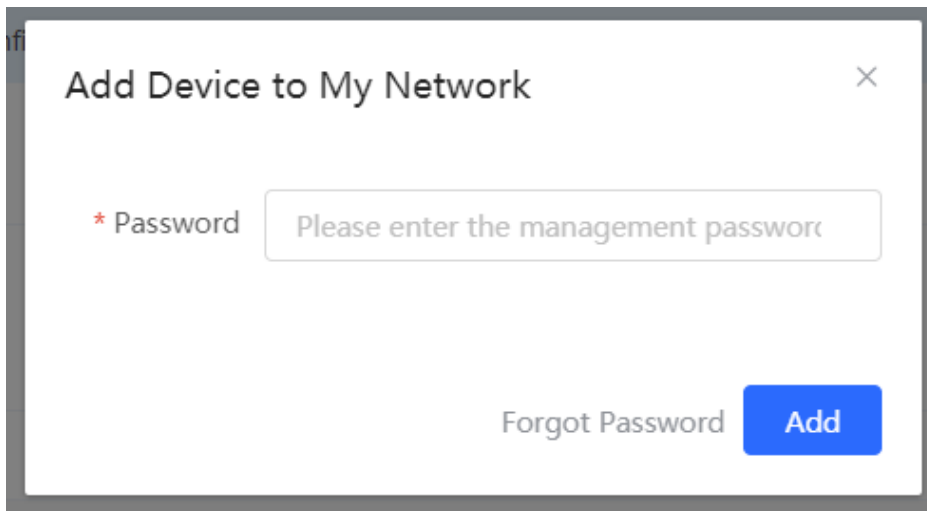 Add Device to My Network
* Password
Please enter the management passwor
Forgot Password
Add